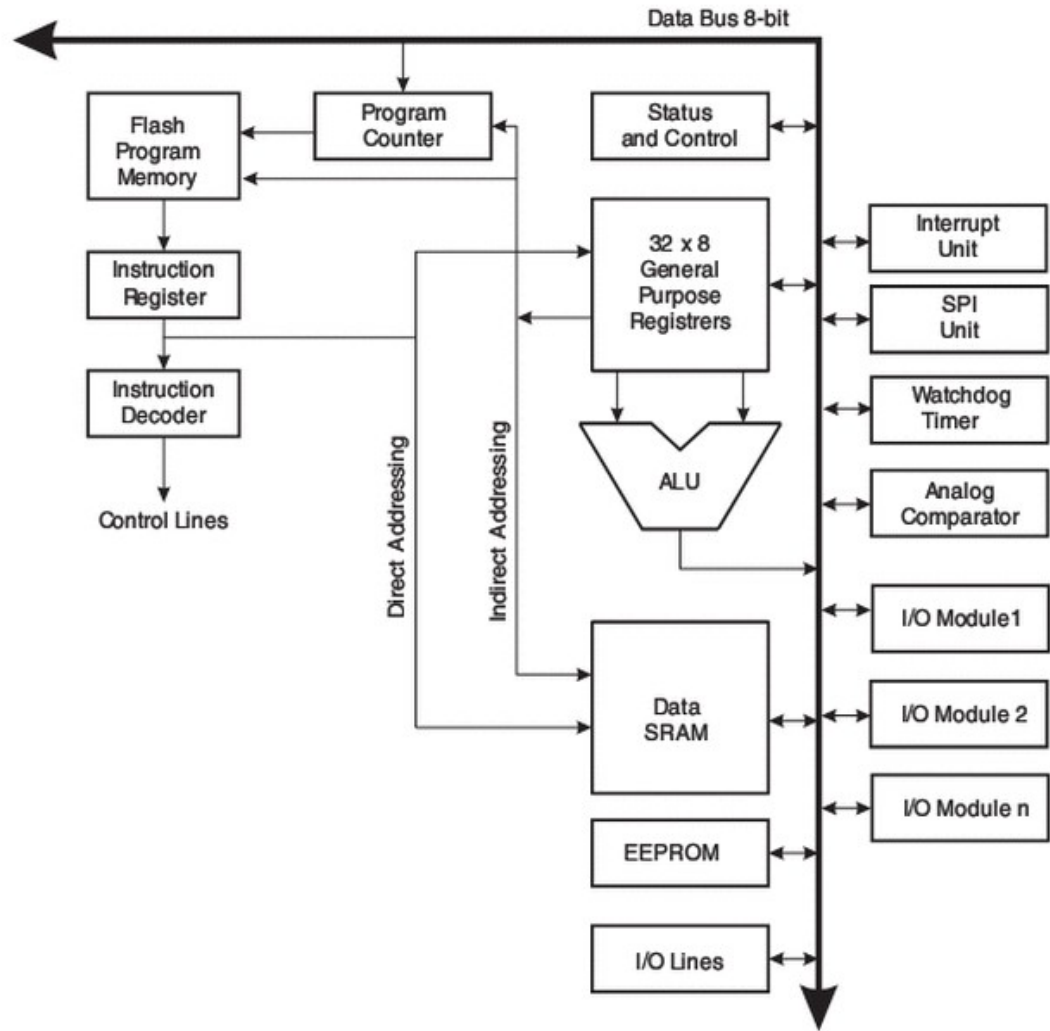 Data Bus 8-bit
Flash
Program
Memory
Program
Counter
Status
and Control
32 x 8
General
Purpose
Registrers
Interrupt
Unit
Instruction
Register
SPI
Unit
Instruction
Decoder
Watchdog
Timer
Direct Addressing
Indirect Addressing
ALU
Analog
Comparator
Control Lines
I/O Module1
Data
SRAM
I/O Module 2
I/O Module n
EEPROM
I/O Lines